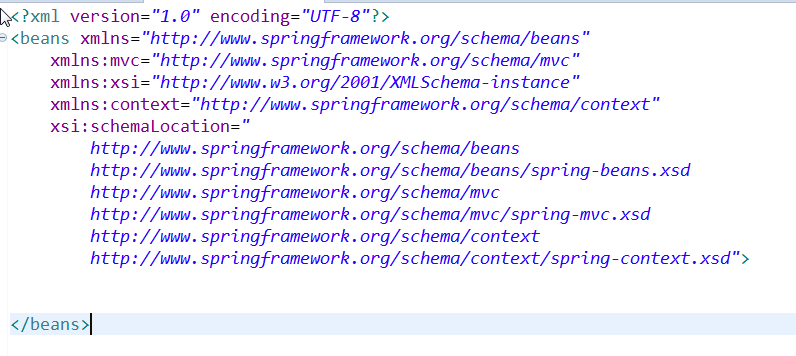 <?xml version="1.0" encoding="UTF-8"?>
<beans xmlns="http://www.springframework.org/schema/beans"
xmlns:mvc="http://www.springframework.org/schema/mvc"
xmlns:xsi="http://www.w3.org/2001/XMLSchema-instance"
xmlns:context="http://www.springframework.org/schema/context"
xsi:schemaLocation="
http://www.springframework.org/schema/beans
http://www.springframework.org/schema/beans/spring-beans.xsd
http://www.springframework.org/schema/mvc
http://www.springframework.org/schema/mvc/spring-mvc.xsd
http://www.springframework.org/schema/context
http://www.springframework.org/schema/context/spring-context.xsd">
</beans>